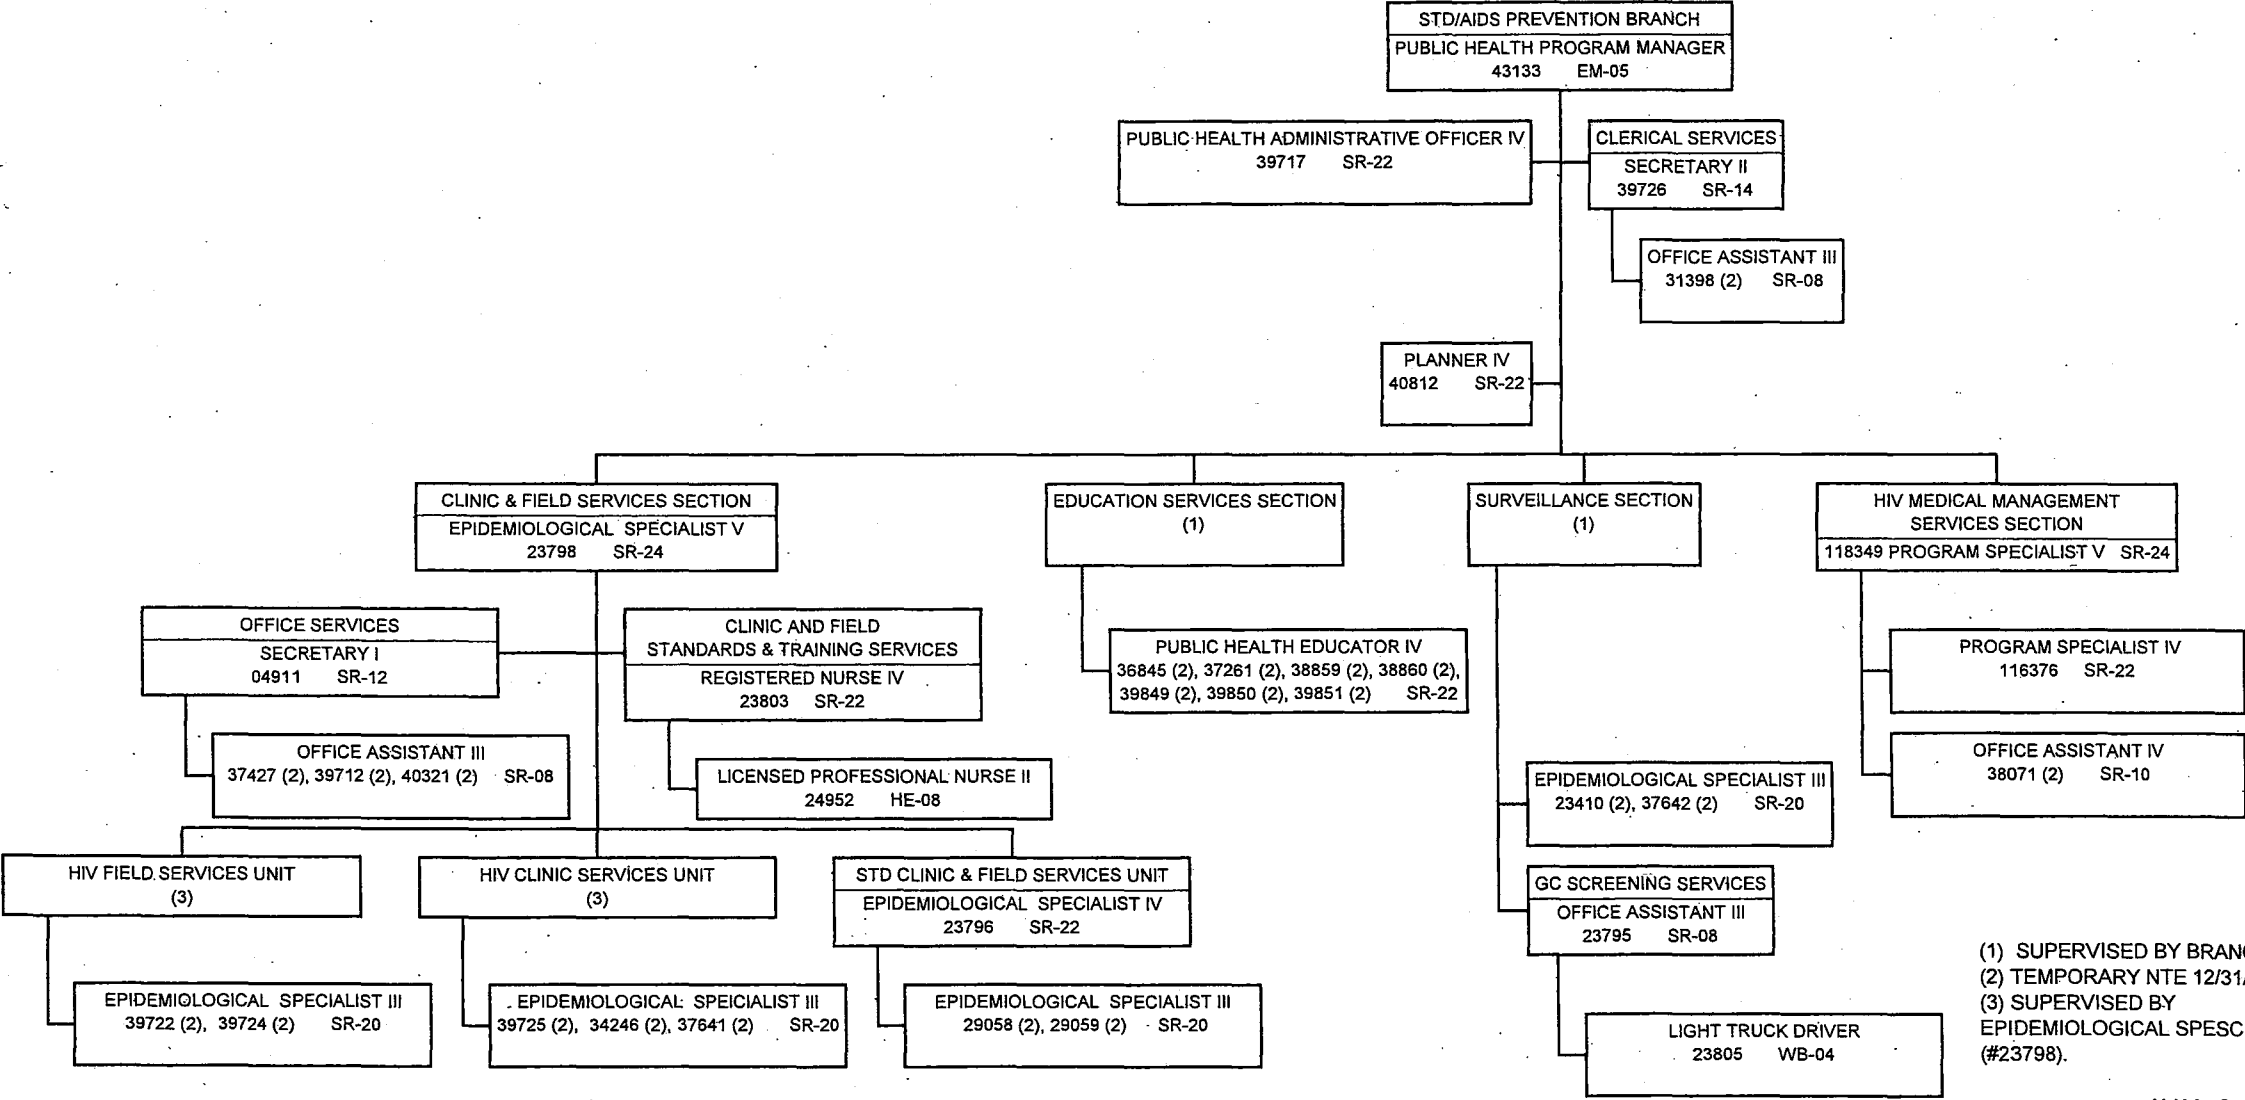 STD/AIDS PREVENTION BRANCH
PUBLIC HEALTH PROGRAM MANAGER
43133 EM-05
PUBLIC HEALTH ADMINISTRATIVE OFFICER IV
39717 SR-22
CLERICAL SERVICES
SECRETARY II
39726 SR-14
OFFICE ASSISTANT III
31398 (2) SR-08
PLANNER IV
40812 SR-22
CLINIC & FIELD SERVICES SECTION
EPIDEMIOLOGICAL SPECIALIST V
23798 SR-24
EDUCATION SERVICES SECTION
(1)
SURVEILLANCE SECTION
(1)
HIV MEDICAL MANAGEMENT
SERVICES SECTION
118349 PROGRAM SPECIALIST V SR-24
OFFICE SERVICES
SECRETARY I
04911 SR-12
CLINIC AND FIELD
STANDARDS & TRAINING SERVICES
REGISTERED NURSE IV
23803 SR-22
PUBLIC HEALTH EDUCATOR IV
36845 (2), 37261 (2), 38859 (2), 38860 (2),
39849 (2), 39850 (2), 39851 (2) SR-22
PROGRAM SPECIALIST IV
116376 SR-22
OFFICE ASSISTANT III
37427 (2), 39712 (2), 40321 (2) SR-08
LICENSED PROFESSIONAL NURSE II
24952 HE-08
EPIDEMIOLOGICAL SPECIALIST III
23410 (2), 37642 (2) SR-20
OFFICE ASSISTANT IV
38071 (2) SR-10
HIV FIELD SERVICES UNIT
(3)
HIV CLINIC SERVICES UNIT
(3)
STD CLINIC & FIELD SERVICES UNIT
EPIDEMIOLOGICAL SPECIALIST IV
23796 SR-22
GC SCREENING SERVICES
OFFICE ASSISTANT III
23795 SR-08
EPIDEMIOLOGICAL SPECIALIST III
39722 (2), 39724 (2) SR-20
EPIDEMIOLOGICAL SPEICIALIST III
39725 (2), 34246 (2), 37641 (2) SR-20
EPIDEMIOLOGICAL SPECIALIST III
29058 (2), 29059 (2) SR-20
LIGHT TRUCK DRIVER
23805 WB-04
(1) SUPERVISED BY
(2) TEMPORARY NTE 12/31/
(3) SUPERVISED BY
EPIDEMIOLOGICAL
(#23798).